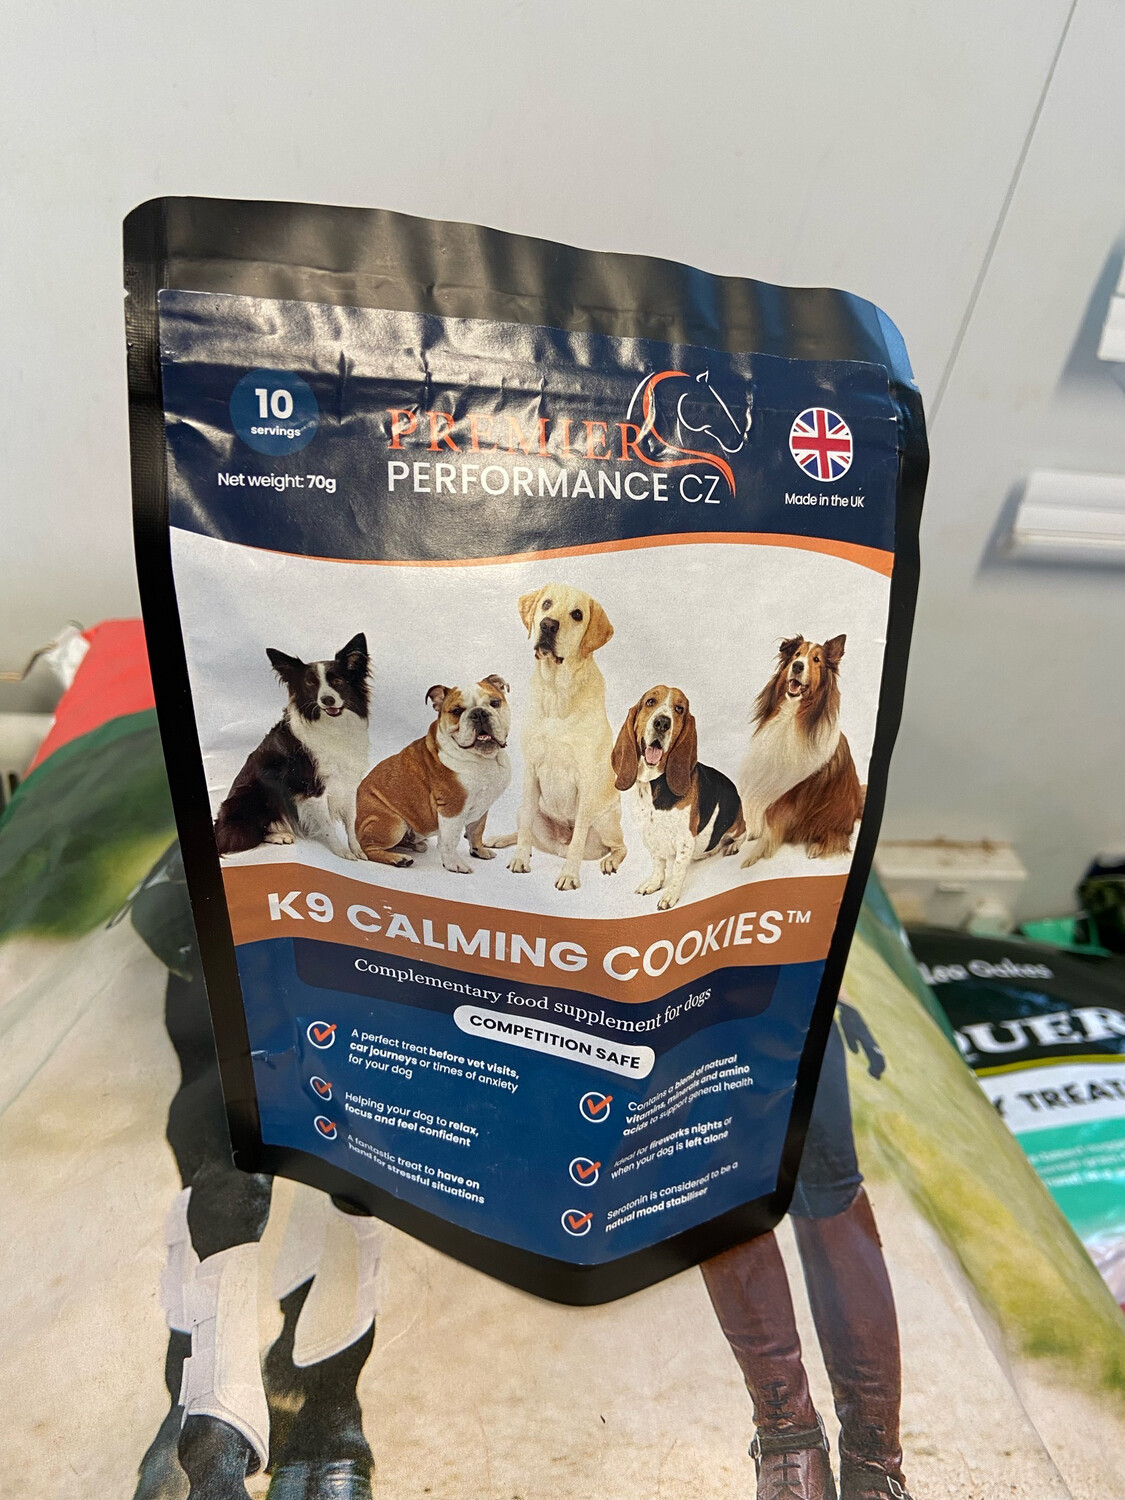 10
servings
Net weight: 70g
PREMIER
PERFORMANCE CZ
Made in the UK
K9 CALMING COOKIES™
Complementary food supplement for dogs
COMPETITION SAFE
A perfect treat before vet visits,
car journeys or times of anxiety
for your dog
Helping your dog to relax,
focus and feel confident
A fantastic treat to have on
hand for stressful situations
Contains a blend of natural
vitamins, minerals and amino
acids to support general health
Ideal for fireworks nights or
when your dog is left alone
Serotonin is considered to be a
natual mood stabiliser
Oakes
TREAT